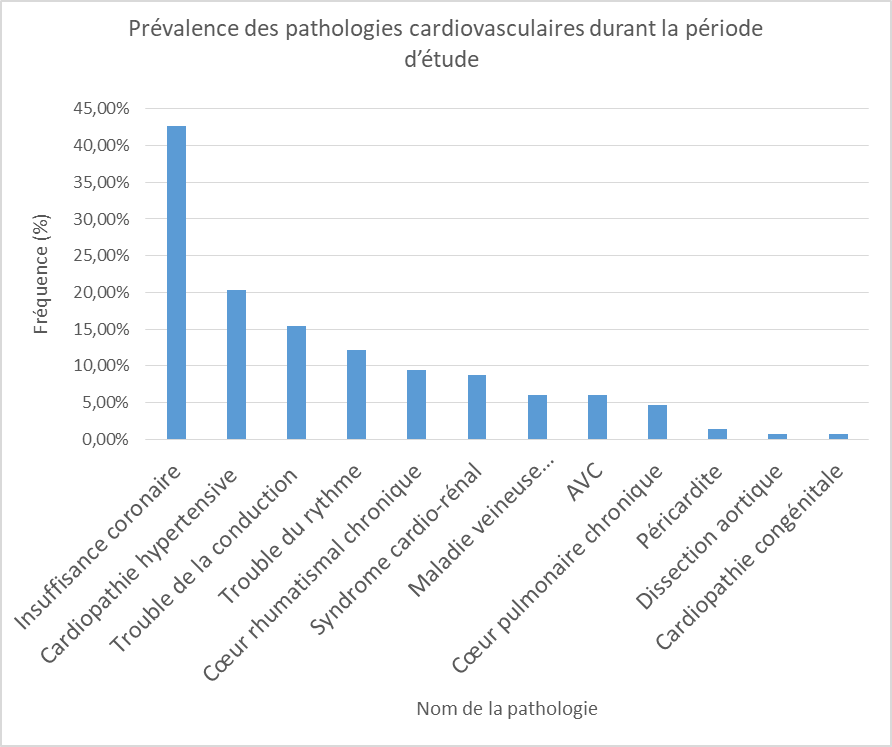 Prévalence des pathologies cardiovasculaires durant la période
d’étude
45,00%
40,00%
35,00%
30,00%
25,00%
20,00%
15,00%
10,00%
5,00%
0,00%
Fréquence (%)
Insuffisance coronaire
Cardiopathie hypertensive
Trouble de la conduction
Trouble du rythme
Cœur rhumatismal chronique
Syndrome cardio-rénal
Maladie veineuse…
AVC
Cœur pulmonaire chronique
Péricardite
Dissection aortique
Cardiopathie congénitale
Nom de la pathologie